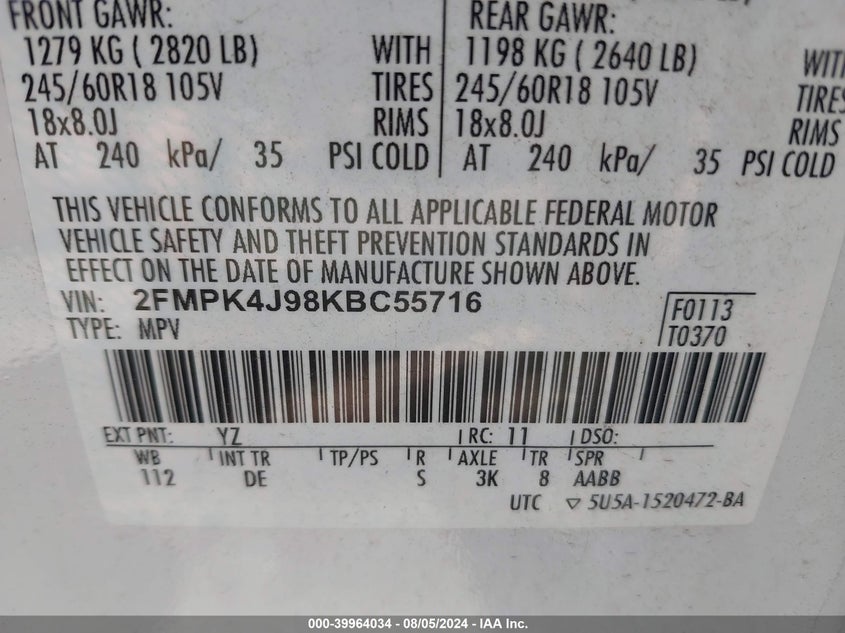 FRONT GAWR: REAR GAWR:
1279 KG ( 2820 LB) WITH 1198 KG ( 2640 LB) WITH
245/60R18 105V TIRES 245/60R18 105V TIRES
18x8.0J RIMS 18x8.0J RIMS
AT 240 kPa/ 35 PSI COLD AT 240 kPa/ 35 PSI COLD
THIS VEHICLE CONFORMS TO ALL APPLICABLE FEDERAL MOTOR
VEHICLE SAFETY AND THEFT PREVENTION STANDARDS IN
EFFECT ON THE DATE OF MANUFACTURE SHOWN ABOVE.
VIN: 2FMPK4J98KBC55716 F0113
TYPE: MPV T0370
EXT PNT: YZ RC: 11 DSO:
WB INT TR TP/PS R AXLE TR SPR
112 DE S 3K 8 AABB
UTC ▽ 5U5A-1520472-BA
000-39964034 - 08/05/2024 - IAA Inc.